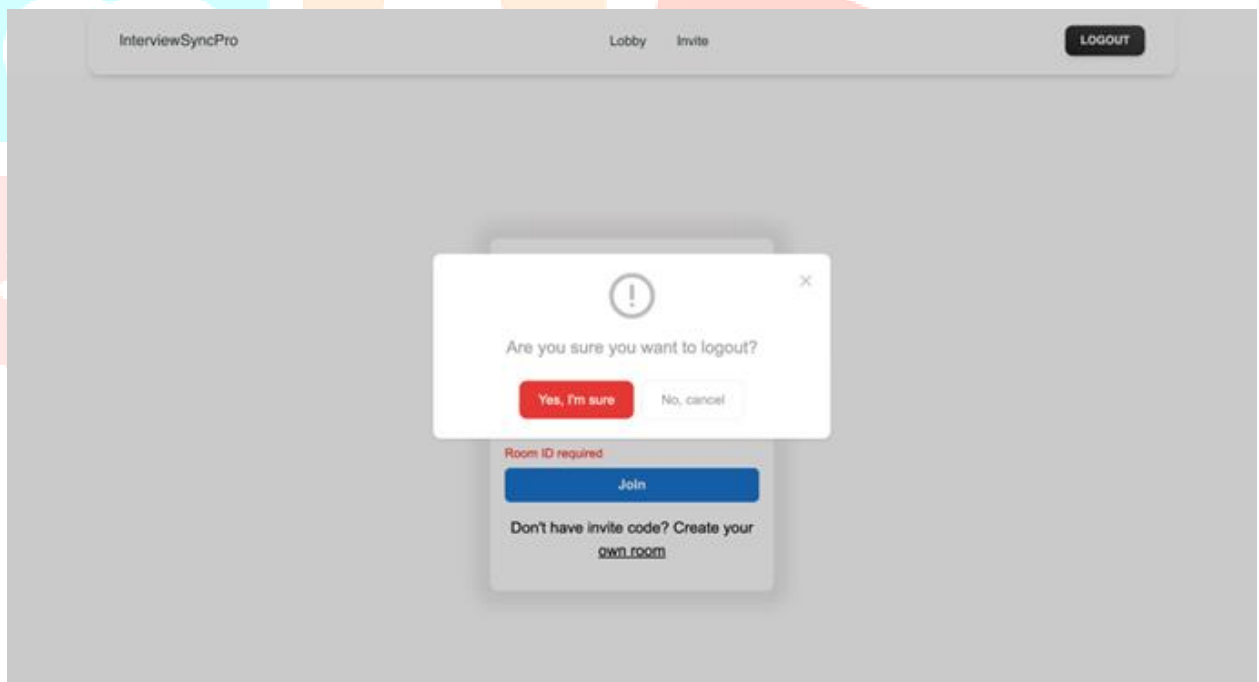 InterviewSyncPro
Lobby
Invite
LOGOUT
Are you sure you want to logout?
Yes, I'm sure
No, cancel
Room ID required
Join
Don't have invite code? Create your
own room